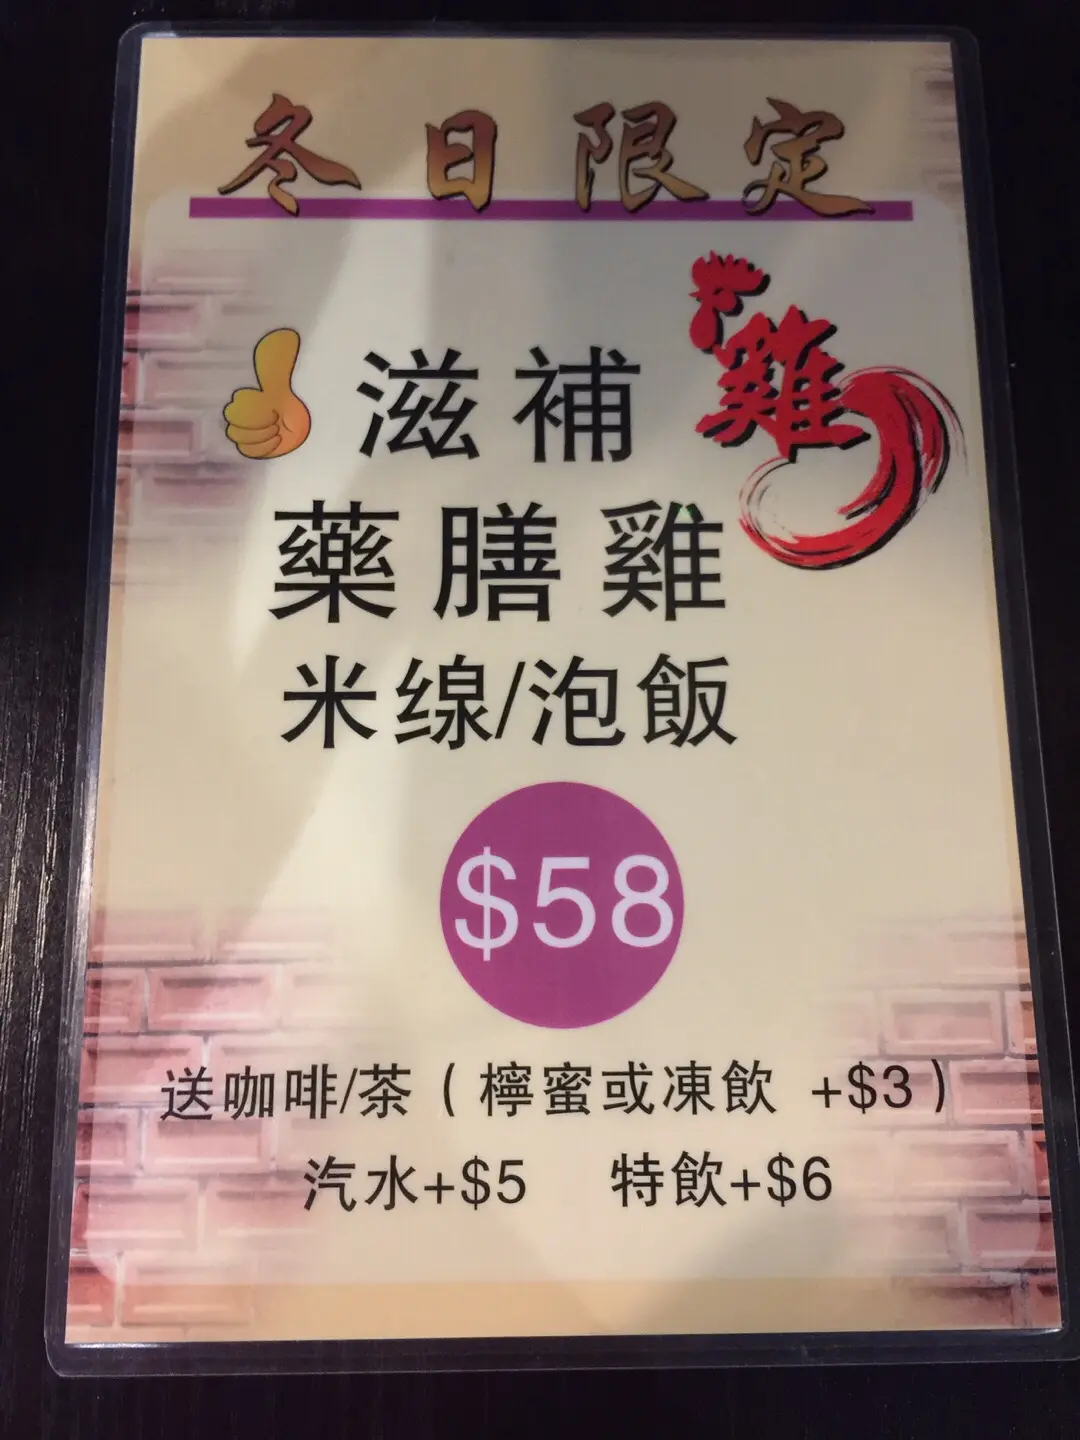 冬日限定
雞
滋補
藥膳雞
米線/泡飯
$58
送咖啡/茶（檸蜜或凍飲 +$3）
汽水+$5 特飲+$6